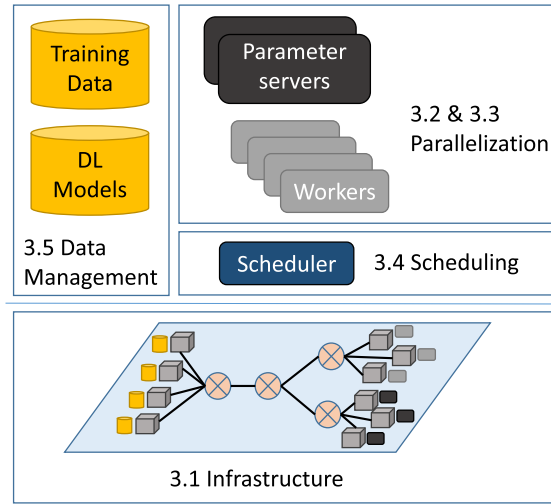 Training
Data
DL
Models
3.5 Data
Management
Parameter
servers
3.2 & 3.3
Parallelization
Workers
Scheduler
3.4 Scheduling
3.1 Infrastructure